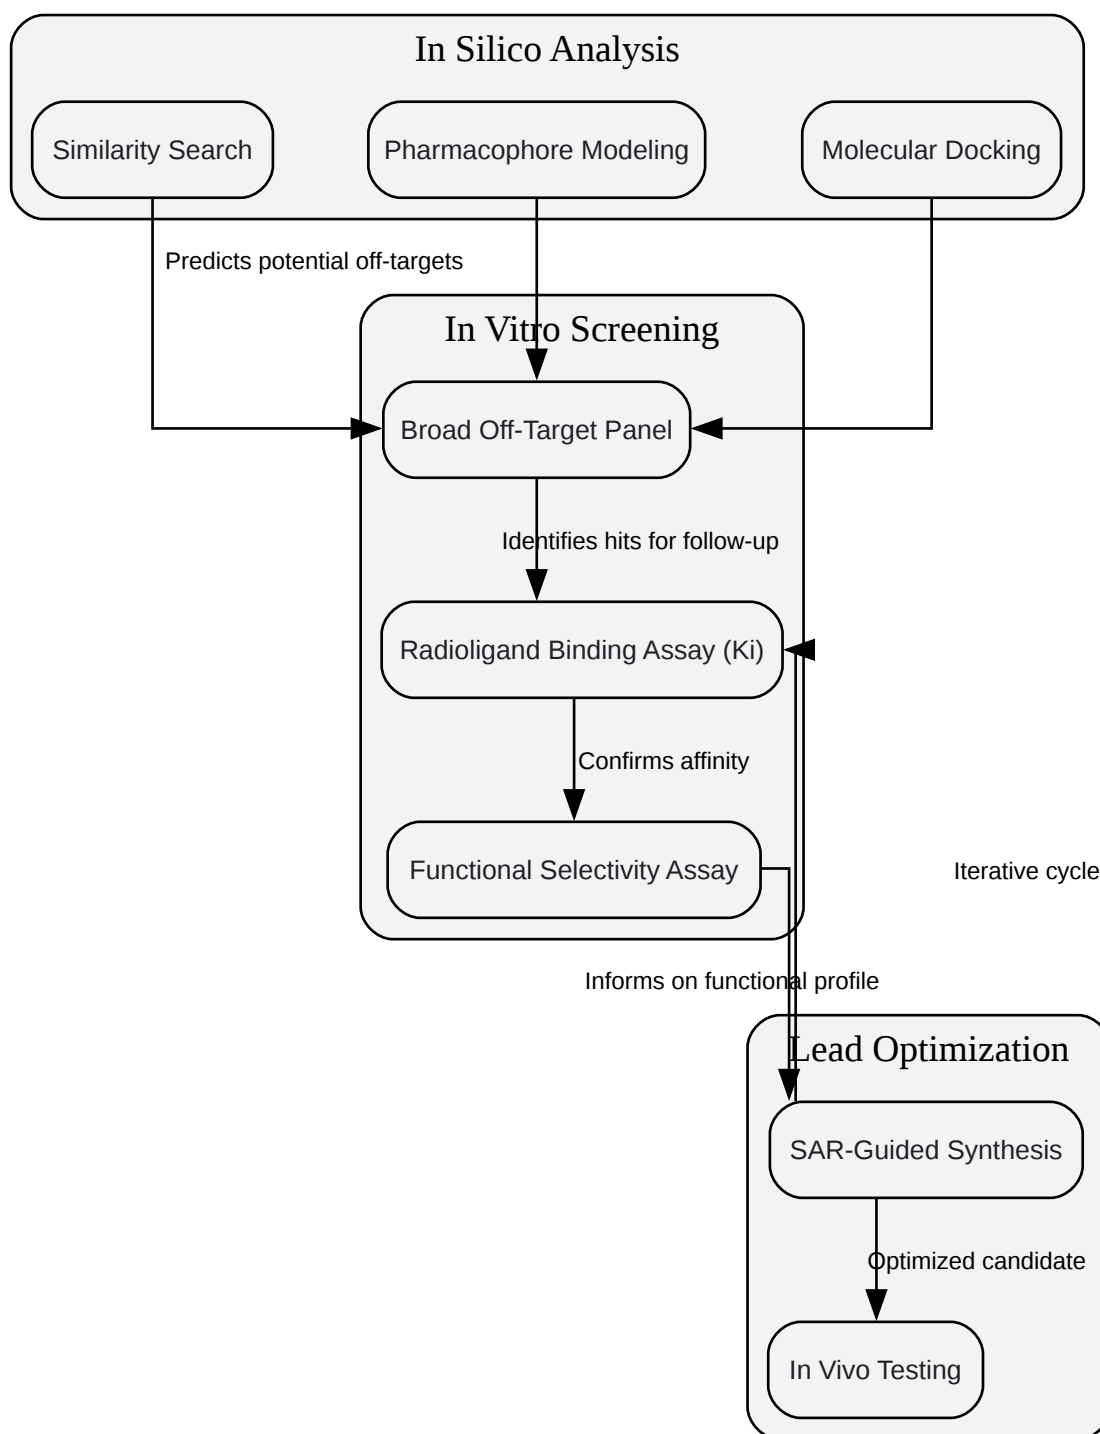 In Silico Analysis
Similarity Search
Pharmacophore Modeling
Molecular Docking
Predicts potential off-targets
In Vitro Screening
Broad Off-Target Panel
Identifies hits for follow-up
Radioligand Binding Assay (Ki)
Confirms affinity
Functional Selectivity Assay
Iterative cycle
Informs on functional profile
Lead Optimization
SAR-Guided Synthesis
Optimized candidate
In Vivo Testing